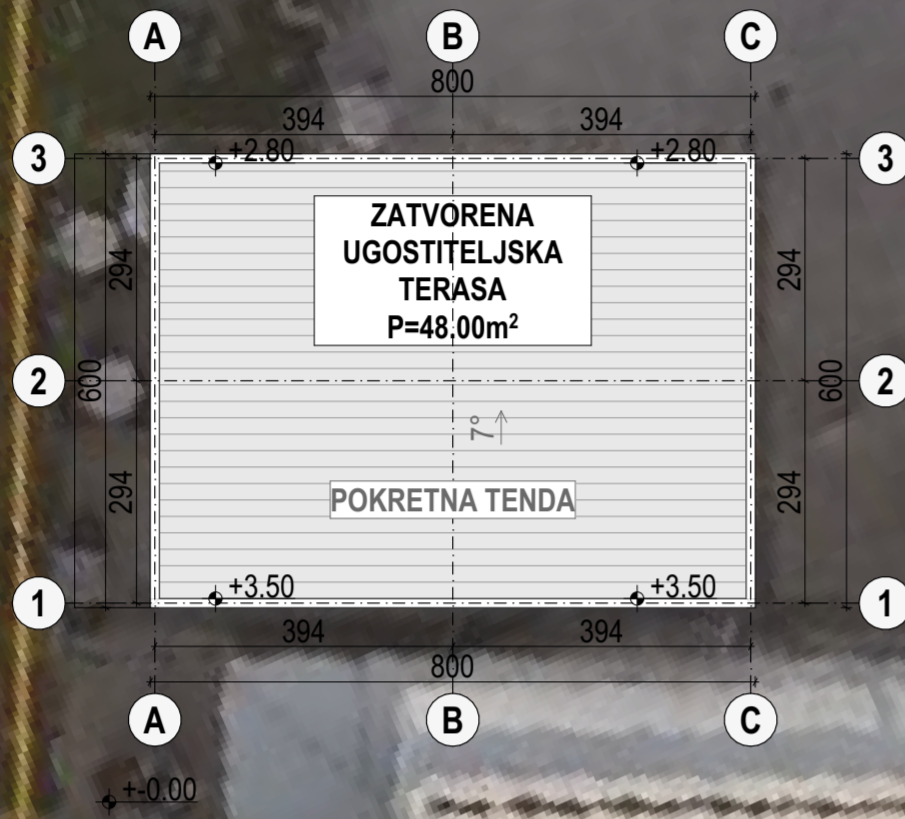 A B C
800
394 394
3 +2.80 +2.80 3
294 294
ZATVORENA
UGOSTITELJSKA
TERASA
P=48.00m²
2 600 600 2
7°
294 294
POKRETNA TENDA
+3.50 +3.50
1 1
394 394
800
A B C
+-0.00